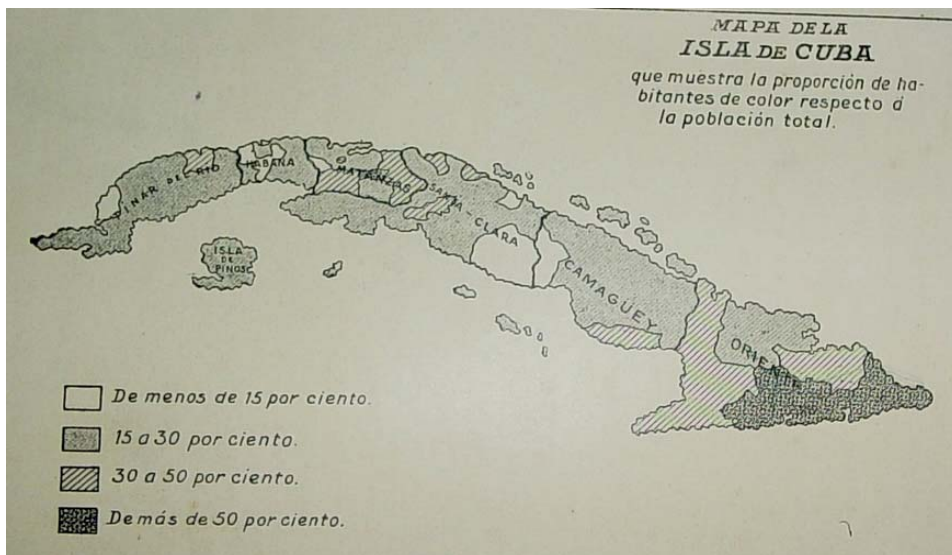 MAPA DE LA
ISLA DE CUBA
que muestra la proporción de ha-
bitantes de color respecto á
la población total.
PINAR DEL RIO
HABANA
MATANZAS
SANTA-CLARA
ISLA
DE
PINOS
CAMAGÜEY
ORIENTE
De menos de 15 por ciento.
15 a 30 por ciento.
30 a 50 por ciento.
De más de 50 por ciento.